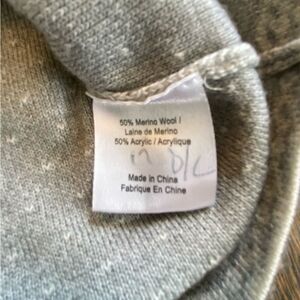 50% Merino Wool /
Laine de Merino
50% Acrylic / Acrylique
Made in China
Fabrique En Chine